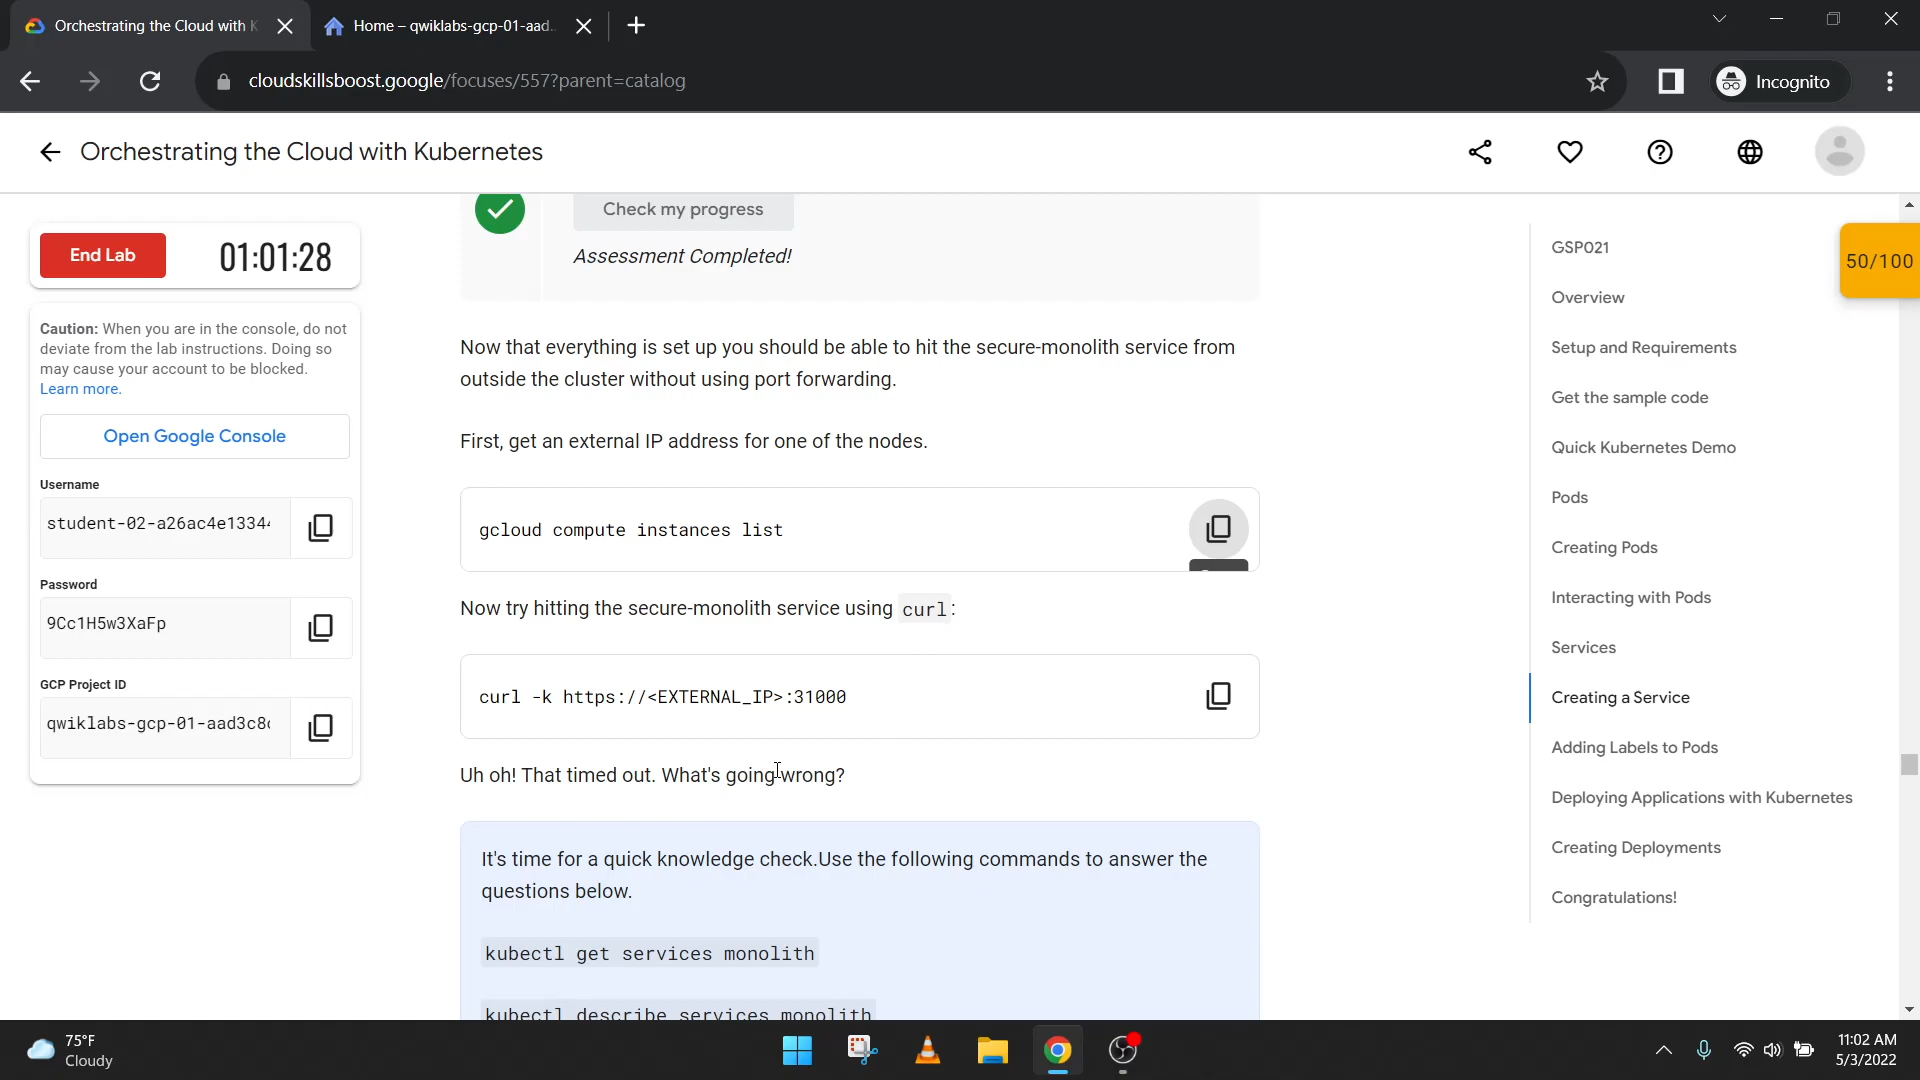 Orchestrating the Cloud with K
Home – qwiklabs-gcp-01-aad..
cloudskillsboost.google/focuses/557?parent=catalog
Incognito
Orchestrating the Cloud with Kubernetes
End Lab
01:01:28
Caution: When you are in the console, do not
deviate from the lab instructions. Doing so
may cause your account to be blocked.
Learn more.
Open Google Console
Username
student-02-a26ac4e1334
Password
9Cc1H5w3XaFp
GCP Project ID
qwiklabs-gcp-01-aad3c8
Check my progress
Assessment Completed!
Now that everything is set up you should be able to hit the secure-monolith service from
outside the cluster without using port forwarding.
First, get an external IP address for one of the nodes.
gcloud compute instances list
Now try hitting the secure-monolith service using curl:
curl -k https://<EXTERNAL_IP>:31000
Uh oh! That timed out. What's going wrong?
It's time for a quick knowledge check.Use the following commands to answer the
questions below.
kubectl get services monolith
kubectl describe services monolith
GSP021
Overview
Setup and Requirements
Get the sample code
Quick Kubernetes Demo
Pods
Creating Pods
Interacting with Pods
Services
Creating a Service
Adding Labels to Pods
Deploying Applications with Kubernetes
Creating Deployments
Congratulations!
50/100
75°F
Cloudy
11:02 AM
5/3/2022